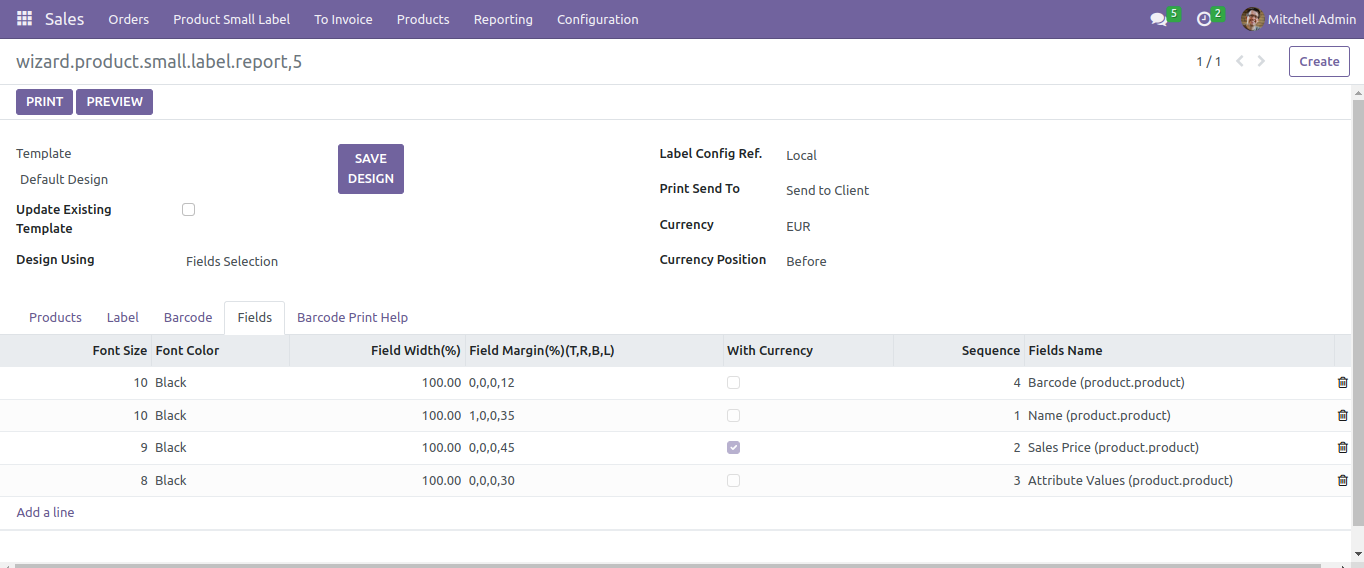 Sales Orders Product Small Label To Invoice Products Reporting Configuration 5 2 Mitchell Admin
wizard.product.small.label.report,5 1 / 1 Create
PRINT PREVIEW
Template SAVE DESIGN Label Config Ref. Local
Default Design
Print Send To Send to Client
Update Existing Template
Currency EUR
Design Using Fields Selection Currency Position Before
Products Label Barcode Fields Barcode Print Help
Font Size Font Color Field Width(%) Field Margin(%)(T,R,B,L) With Currency Sequence Fields Name
10 Black 100.00 0,0,0,12 4 Barcode (product.product)
10 Black 100.00 1,0,0,35 1 Name (product.product)
9 Black 100.00 0,0,0,45 2 Sales Price (product.product)
8 Black 100.00 0,0,0,30 3 Attribute Values (product.product)
Add a line